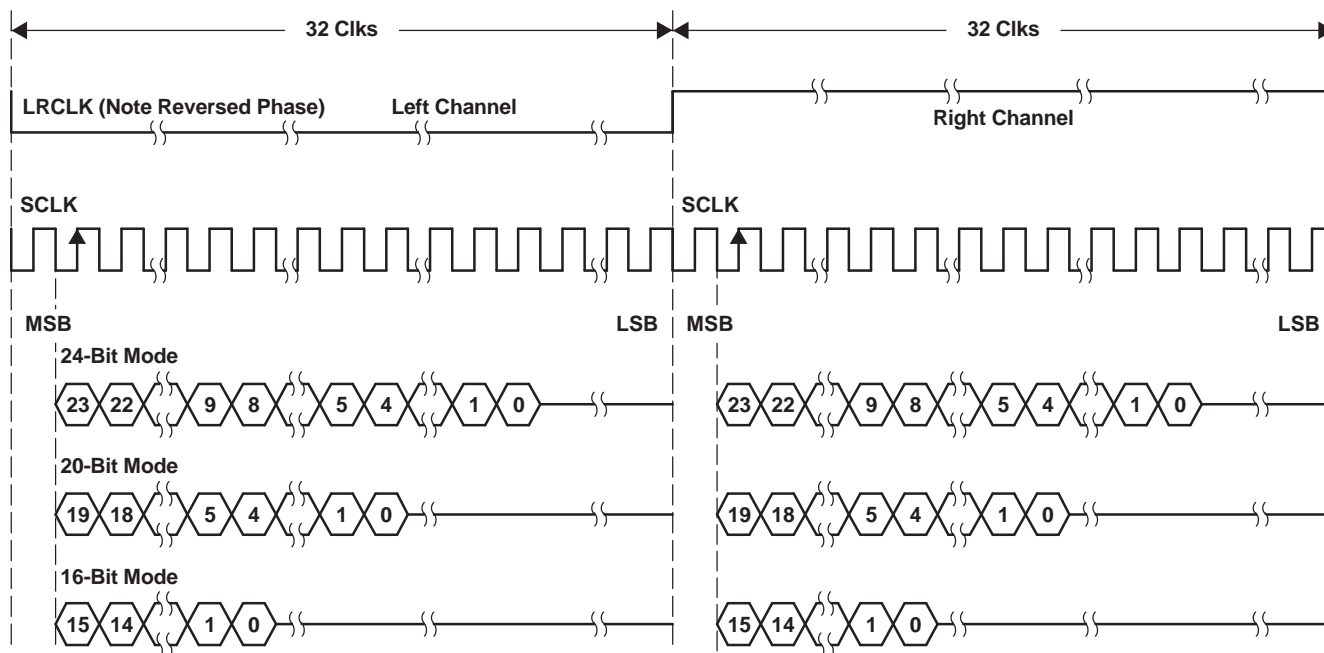 32 Clks 32 Clks
LRCLK (Note Reversed Phase) Left Channel
Right Channel
SCLK SCLK
MSB LSB MSB LSB
24-Bit Mode
23 22 9 8 5 4 1 0 23 22 9 8 5 4 1 0
20-Bit Mode
19 18 5 4 1 0 19 18 5 4 1 0
16-Bit Mode
15 14 1 0 15 14 1 0